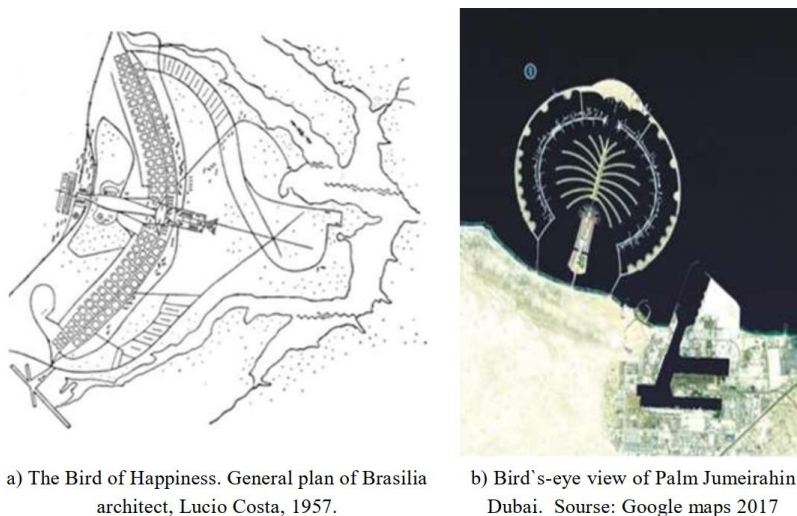 a) The Bird of Happiness. General plan of Brasilia
architect, Lucio Costa, 1957.
b) Bird`s-eye view of Palm Jumeirahin
Dubai.  Sourse: Google maps 2017